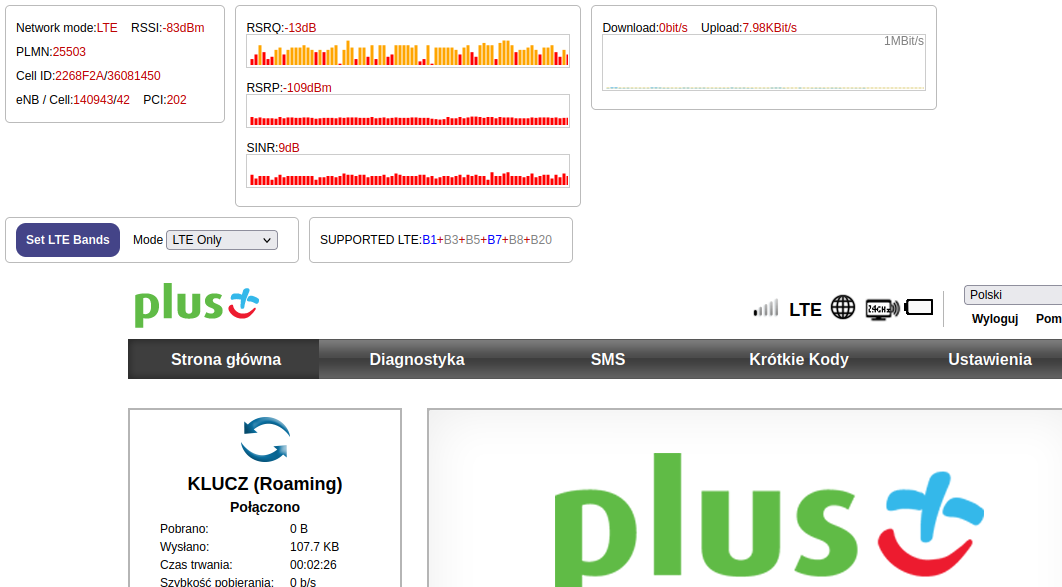 Network mode:LTE RSSI:-83dBm
PLMN:25503
Cell ID:2268F2A/36081450
eNB / Cell:140943/42 PCI:202
RSRQ:-13dB
RSRP:-109dBm
SINR:9dB
Download:0bit/s Upload:7.98KBit/s
1MBit/s
Set LTE Bands Mode LTE Only
SUPPORTED LTE:B1+B3+B5+B7+B8+B20
plus
LTE 2.4GHz
Polski
Wyloguj Pom
Strona główna Diagnostyka SMS Krótkie Kody Ustawienia
KLUCZ (Roaming)
Połączono
Pobrano: 0 B
Wysłano: 107.7 KB
Czas trwania: 00:02:26
Szybkość pobierania: 0 b/s
plus